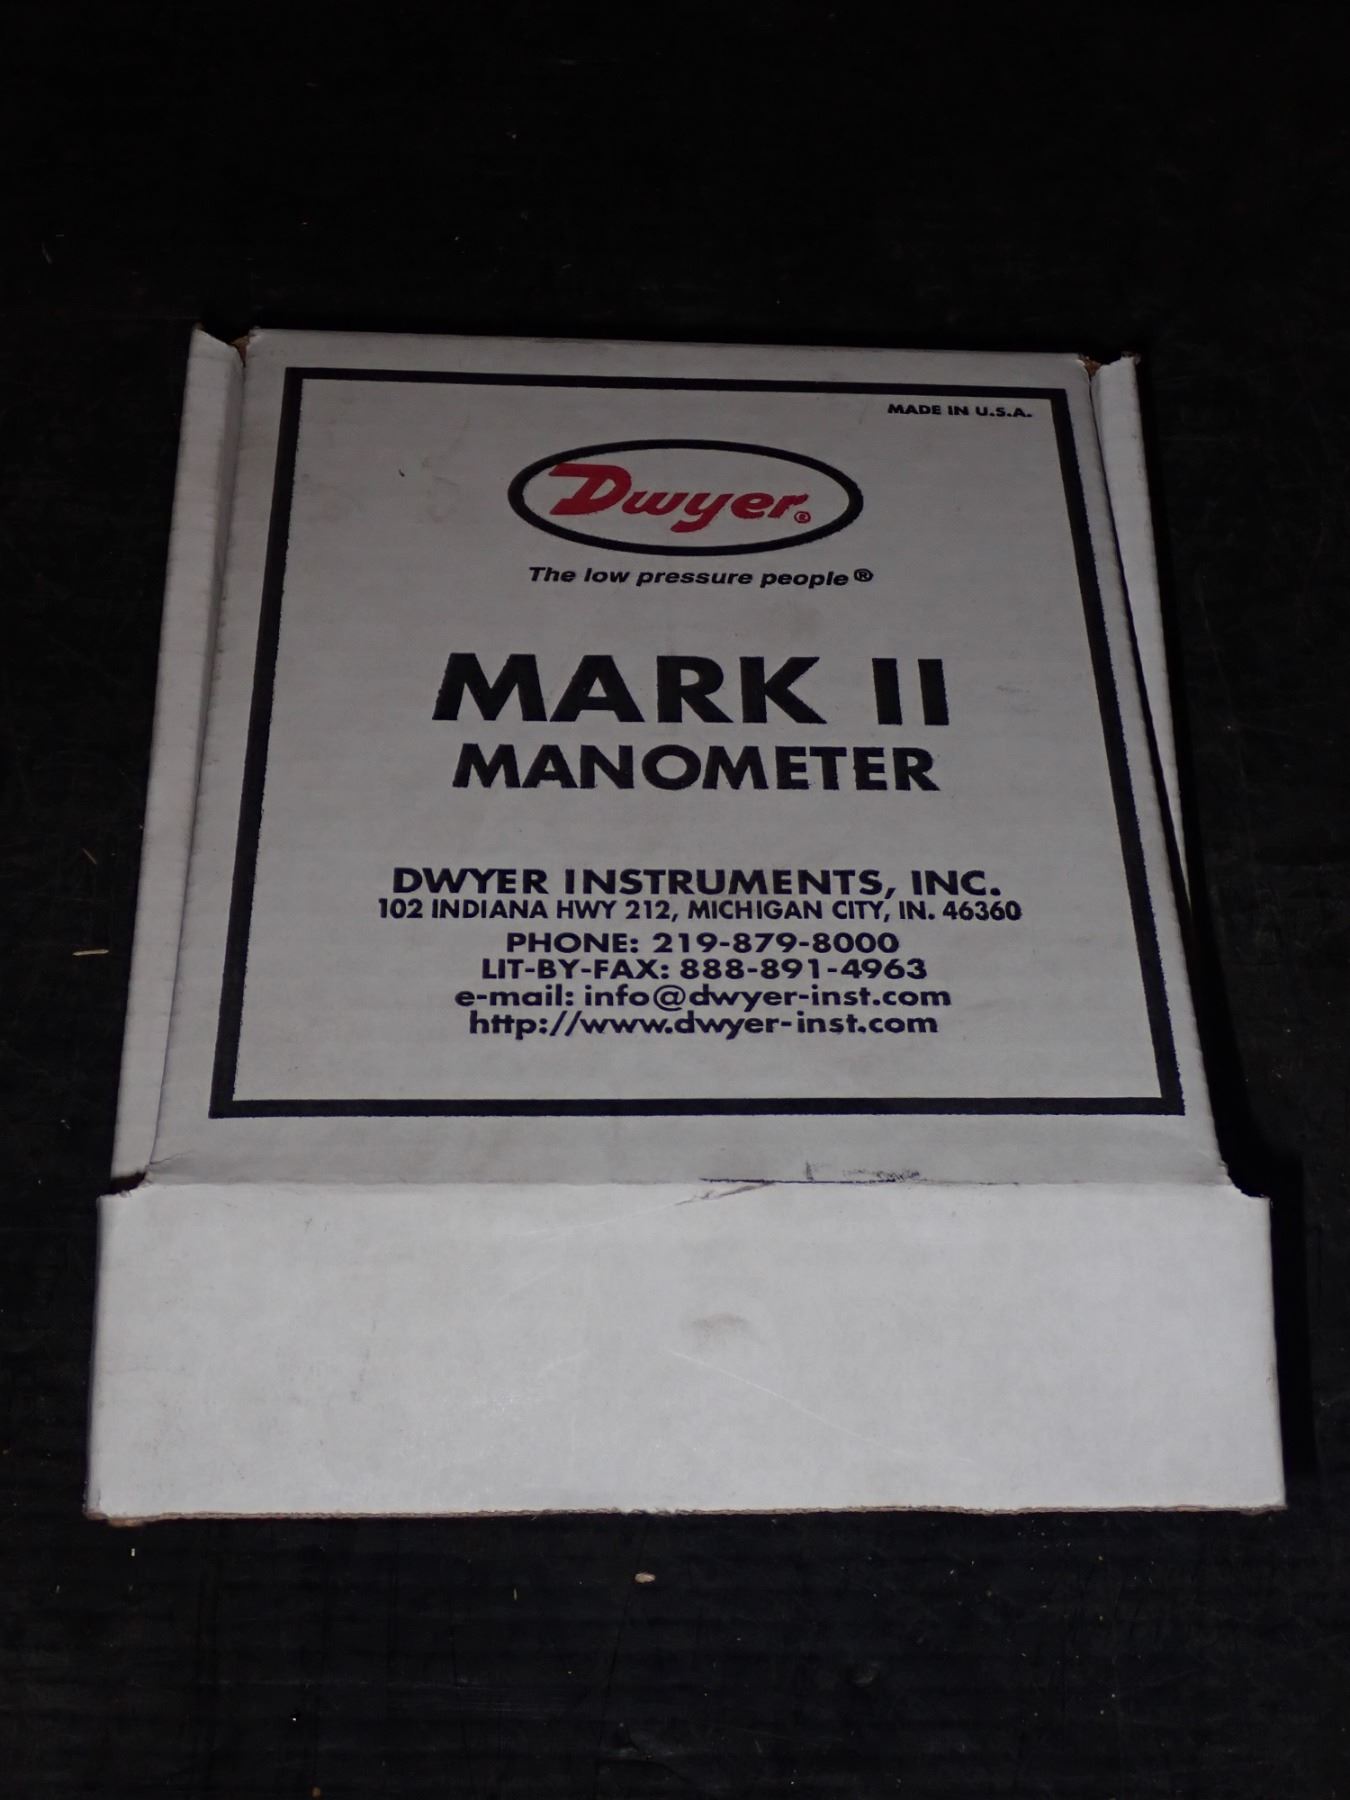 MADE IN U.S.A.
Dwyer®
The low pressure people®
MARK II
MANOMETER
DWYER INSTRUMENTS, INC.
102 INDIANA HWY 212, MICHIGAN CITY, IN. 46360
PHONE: 219-879-8000
LIT-BY-FAX: 888-891-4963
e-mail: info@dwyer-inst.com
http://www.dwyer-inst.com